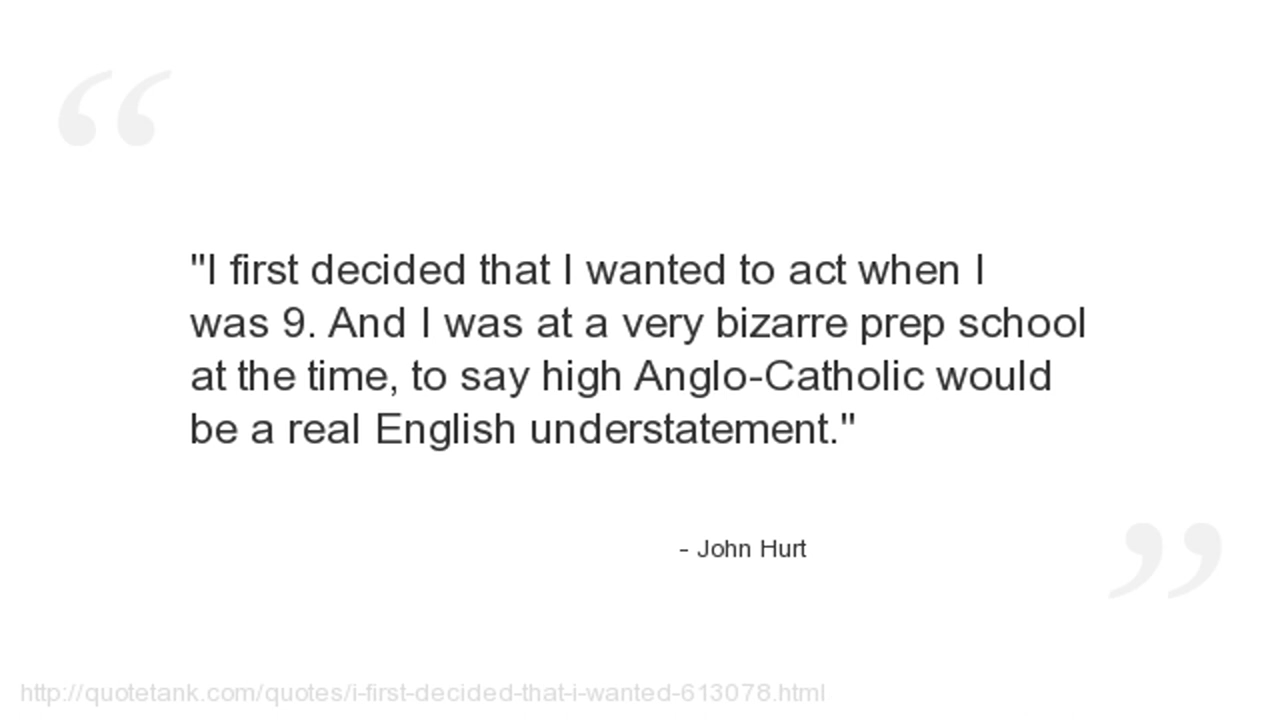 "I first decided that I wanted to act when I
was 9. And I was at a very bizarre prep school
at the time, to say high Anglo-Catholic would
be a real English understatement."
- John Hurt
http://quotetank.com/quotes/i-first-decided-that-i-wanted-613078.html